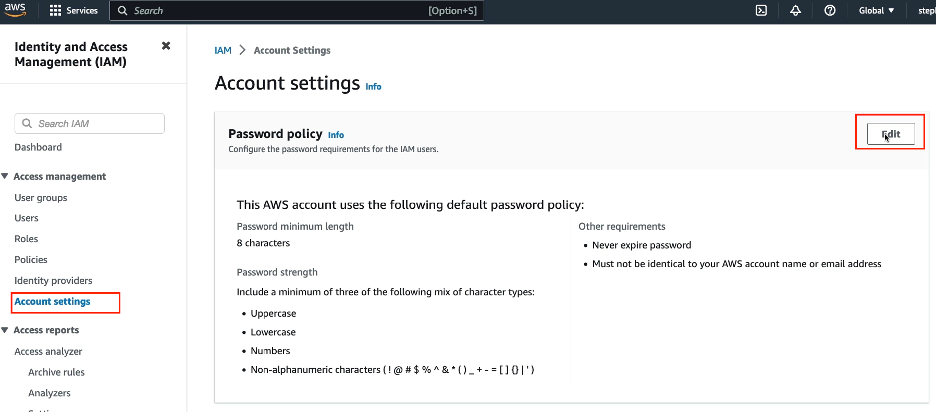 aws
Services
Search
[Option+S]
Global
Identity and Access
Management (IAM)
Search IAM
Dashboard
Access management
User groups
Users
Roles
Policies
Identity providers
Account settings
Access reports
Access analyzer
Archive rules
Analyzers
IAM > Account Settings
Account settings Info
Password policy Info
Configure the password requirements for the IAM users.
Edit
This AWS account uses the following default password policy:
Password minimum length
8 characters
Password strength
Include a minimum of three of the following mix of character types:
• Uppercase
• Lowercase
• Numbers
• Non-alphanumeric characters ( ! @ # $ % ^ & * ( ) _ + - = [ ] {} | ' )
Other requirements
• Never expire password
• Must not be identical to your AWS account name or email address